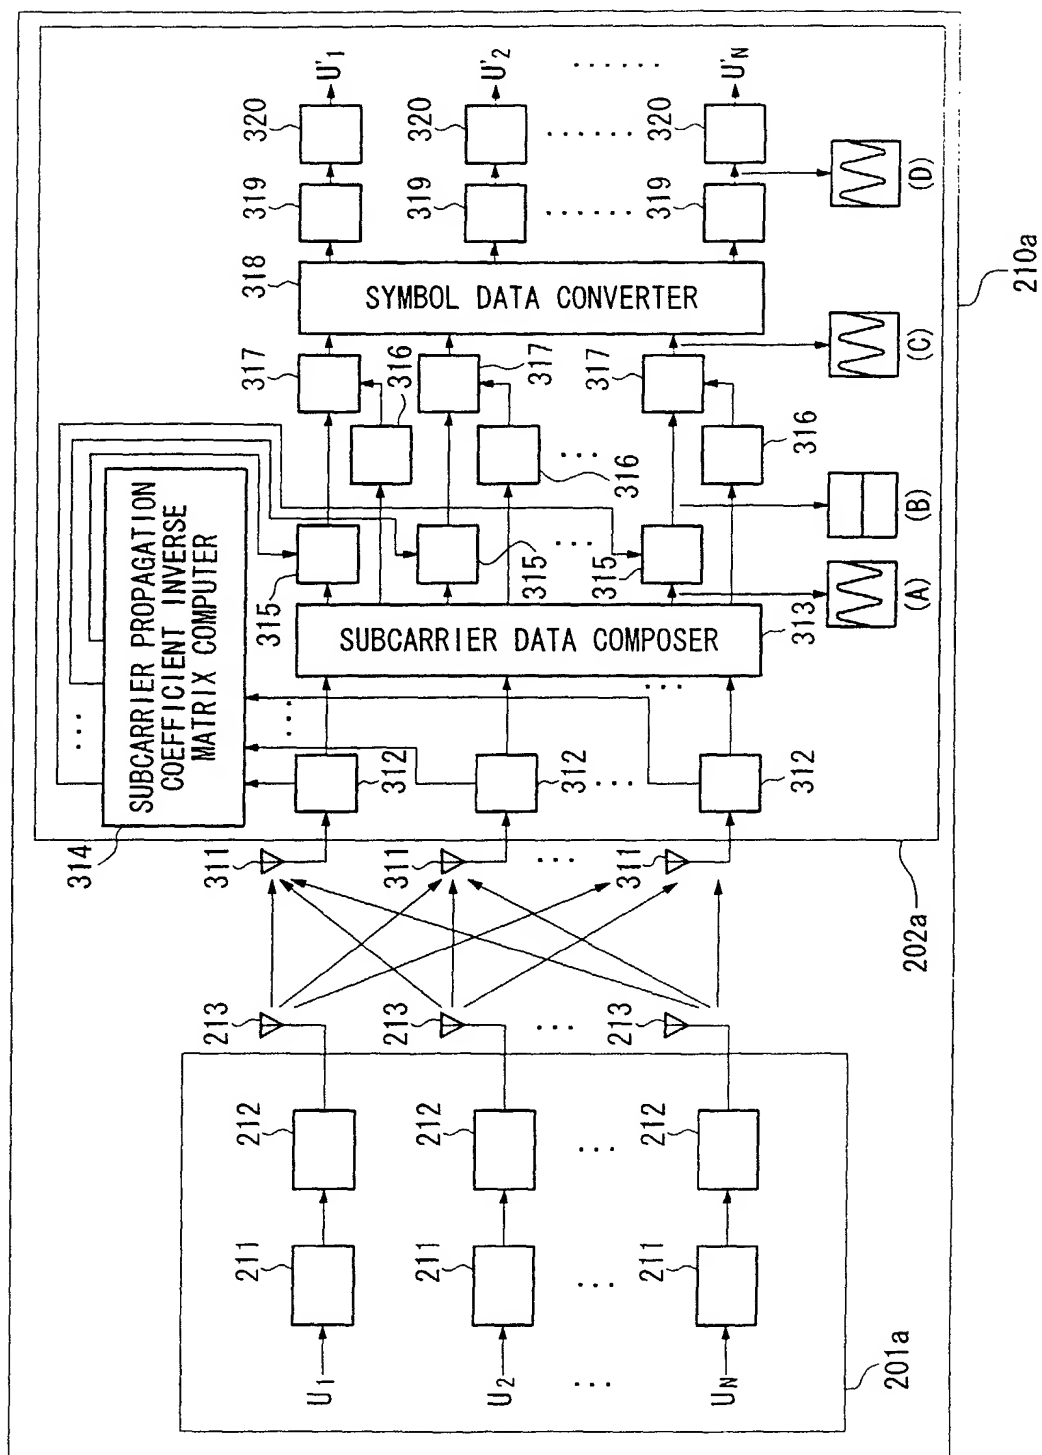 314
SUBCARRIER PROPAGATION
COEFFICIENT INVERSE
MATRIX COMPUTER
...
...
211
212
213
311
312
315
317
318
319
320
U1
U'1
316
211
212
213
311
312
315
316
317
319
320
U2
U'2
SUBCARRIER DATA COMPOSER
SYMBOL DATA CONVERTER
...
...
...
...
...
...
...
...
......
......
......
211
212
213
311
312
313
315
316
317
319
320
UN
U'N
(A)
(B)
(C)
(D)
201a
202a
210a